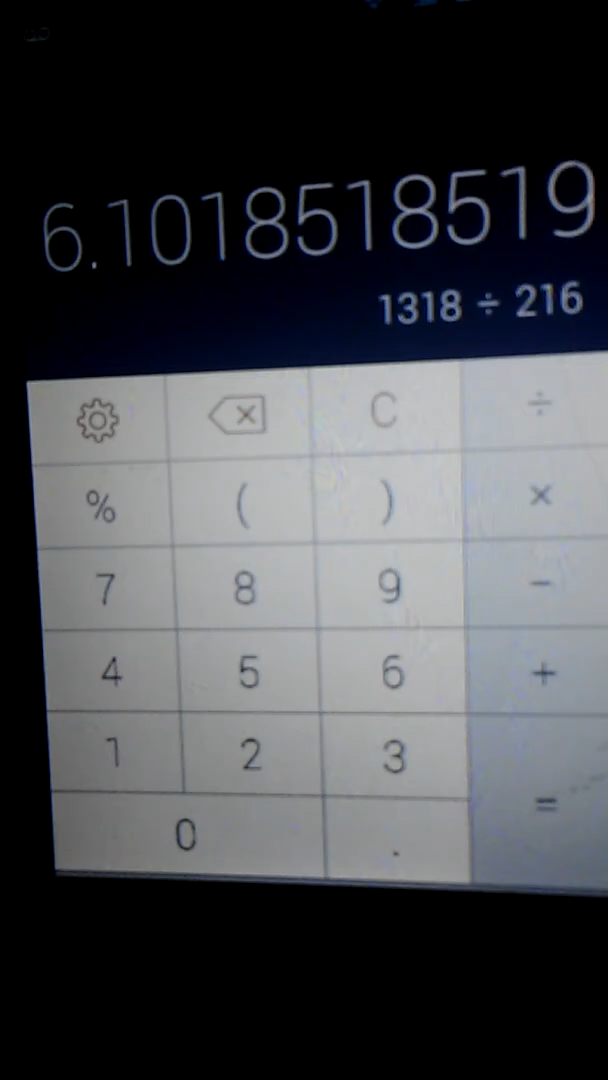 6.1018518519
1318 ÷ 216
C ÷
% ( ) ×
7 8 9 −
4 5 6 +
1 2 3
0 . =